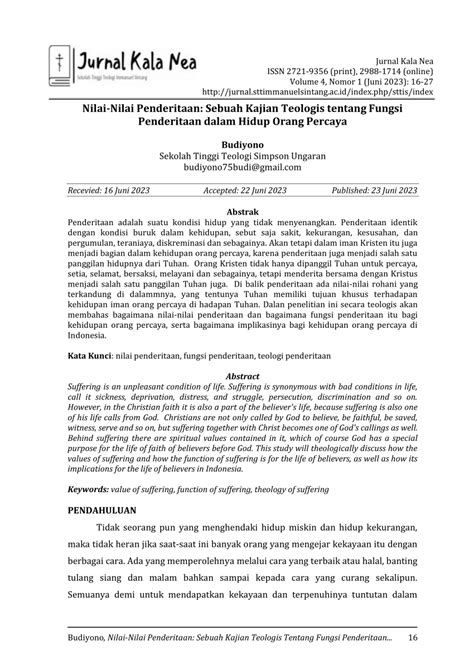 Jurnal Kala Nea
Sekolah Tinggi Teologi Immanuel Sintang
Jurnal Kala Nea
ISSN 2721-9356 (print), 2988-1714 (online)
Volume 4, Nomor 1 (Juni 2023): 16-27
http://jurnal.sttimmanuelsintang.ac.id/index.php/sttis/index
Nilai-Nilai Penderitaan: Sebuah Kajian Teologis tentang Fungsi
Penderitaan dalam Hidup Orang Percaya
Budiyono
Sekolah Tinggi Teologi Simpson Ungaran
budiyono75budi@gmail.com
Recevied: 16 Juni 2023 Accepted: 22 Juni 2023 Published: 23 Juni 2023
Abstrak
Penderitaan adalah suatu kondisi hidup yang tidak menyenangkan. Penderitaan identik
dengan kondisi buruk dalam kehidupan, sebut saja sakit, kekurangan, kesusahan, dan
pergumulan, teraniaya, diskreminasi dan sebagainya. Akan tetapi dalam iman Kristen itu juga
menjadi bagian dalam kehidupan orang percaya, karena penderitaan juga menjadi salah satu
panggilan hidupnya dari Tuhan. Orang Kristen tidak hanya dipanggil Tuhan untuk percaya,
setia, selamat, bersaksi, melayani dan sebagainya, tetapi menderita bersama dengan Kristus
menjadi salah satu panggilan Tuhan juga. Di balik penderitaan ada nilai-nilai rohani yang
terkandung di dalammnya, yang tentunya Tuhan memiliki tujuan khusus terhadap
kehidupan iman orang percaya di hadapan Tuhan. Dalan penelitian ini secara teologis akan
membahas bagaimana nilai-nilai penderitaan dan bagaimana fungsi penderitaan itu bagi
kehidupan orang percaya, serta bagaimana implikasinya bagi kehidupan orang percaya di
Indonesia.
Kata Kunci: nilai penderitaan, fungsi penderitaan, teologi penderitaan
Abstract
Suffering is an unpleasant condition of life. Suffering is synonymous with bad conditions in life,
call it sickness, deprivation, distress, and struggle, persecution, discrimination and so on.
However, in the Christian faith it is also a part of the believer's life, because suffering is also one
of his life calls from God. Christians are not only called by God to believe, be faithful, be saved,
witness, serve and so on, but suffering together with Christ becomes one of God's callings as well.
Behind suffering there are spiritual values contained in it, which of course God has a special
purpose for the life of faith of believers before God. This study will theologically discuss how the
values of suffering and how the function of suffering is for the life of believers, as well as how its
implications for the life of believers in Indonesia.
Keywords: value of suffering, function of suffering, theology of suffering
PENDAHULUAN
Tidak seorang pun yang menghendaki hidup miskin dan hidup kekurangan,
maka tidak heran jika saat-saat ini banyak orang yang mengejar kekayaan itu dengan
berbagai cara. Ada yang memperolehnya melalui cara yang terbaik atau halal, banting
tulang siang dan malam bahkan sampai kepada cara yang curang sekalipun.
Semuanya demi untuk mendapatkan kekayaan dan terpenuhinya tuntutan dalam
Budiyono, Nilai-Nilai Penderitaan: Sebuah Kajian Teologis Tentang Fungsi Penderitaan... 16